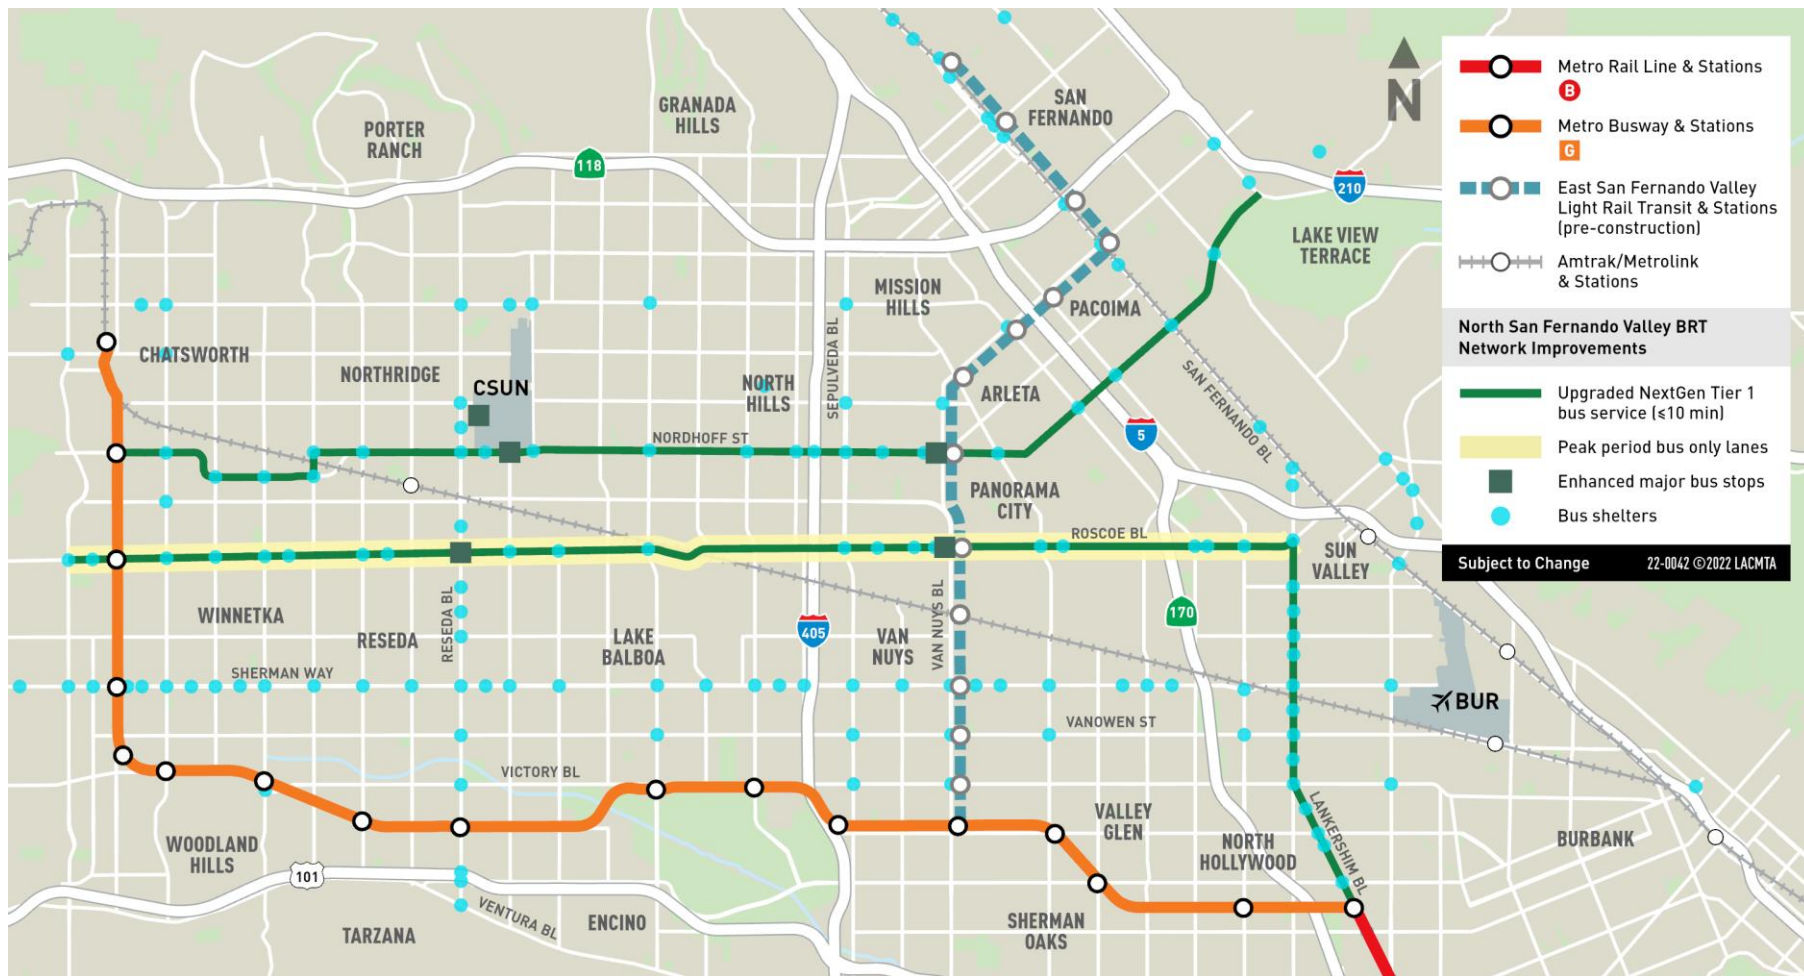 GRANADA
HILLS
PORTER
RANCH
SAN
FERNANDO
118
N
210
LAKE VIEW
TERRACE
MISSION
HILLS
PACOIMA
CHATSWORTH
NORTHRIDGE
CSUN
NORTH
HILLS
SEPULVEDA BL
ARLETA
SAN FERNANDO BL
NORDHOFF ST
5
PANORAMA
CITY
ROSCOE BL
SUN
VALLEY
WINNETKA
RESEDA
RESEDA BL
LAKE
BALBOA
405
VAN
NUYS
VAN NUYS BL
170
SHERMAN WAY
BUR
VANOWEN ST
VICTORY BL
WOODLAND
HILLS
VALLEY
GLEN
NORTH
HOLLYWOOD
LANKERSHIM BL
BURBANK
101
TARZANA
VENTURA BL
ENCINO
SHERMAN
OAKS
Metro Rail Line & Stations
B
Metro Busway & Stations
G
East San Fernando Valley
Light Rail Transit & Stations
(pre-construction)
Amtrak/Metrolink
& Stations
North San Fernando Valley BRT
Network Improvements
Upgraded NextGen Tier 1
bus service (≤10 min)
Peak period bus only lanes
Enhanced major bus stops
Bus shelters
Subject to Change 22-0042 ©2022 LACMTA